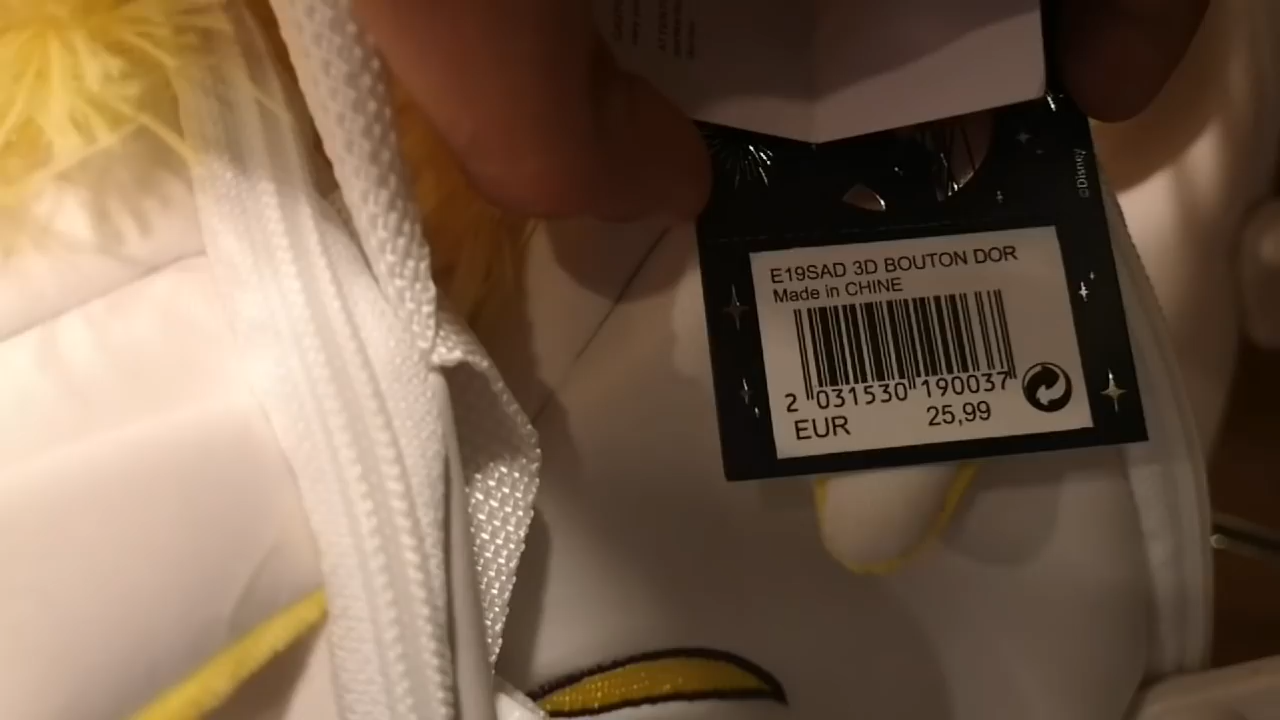 ©Disney
E19SAD 3D BOUTON DOR
Made in CHINE
2 031530 190037
EUR 25,99